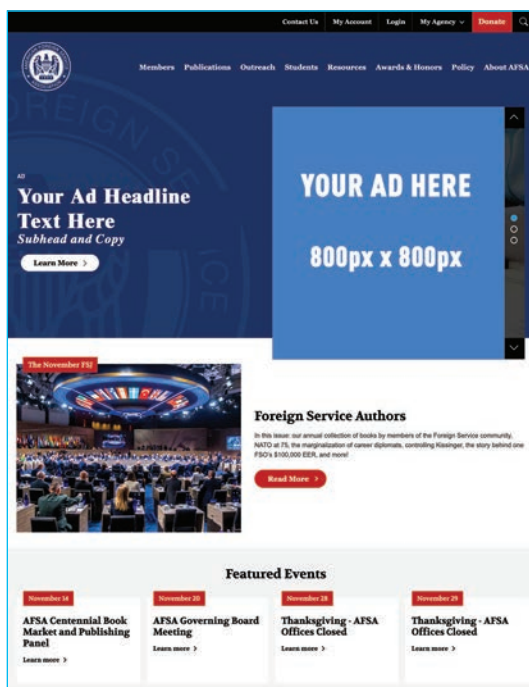 Contact Us My Account Login My Agency Donate
Members Publications Outreach Students Resources Awards & Honors Policy About AFSA
AD
Your Ad Headline
Text Here
Subhead and Copy
Learn More >
YOUR AD HERE
800px x 800px
The November FSJ
Foreign Service Authors
In this issue: our annual collection of books by members of the Foreign Service community,
NATO at 75, the marginalization of career diplomats, controlling Kissinger, the story behind one
FSO's $100,000 EER, and more!
Read More >
Featured Events
November 14
AFSA Centennial Book
Market and Publishing
Panel
Learn more >
November 20
AFSA Governing Board
Meeting
Learn more >
November 28
Thanksgiving - AFSA
Offices Closed
Learn more >
November 29
Thanksgiving - AFSA
Offices Closed
Learn more >